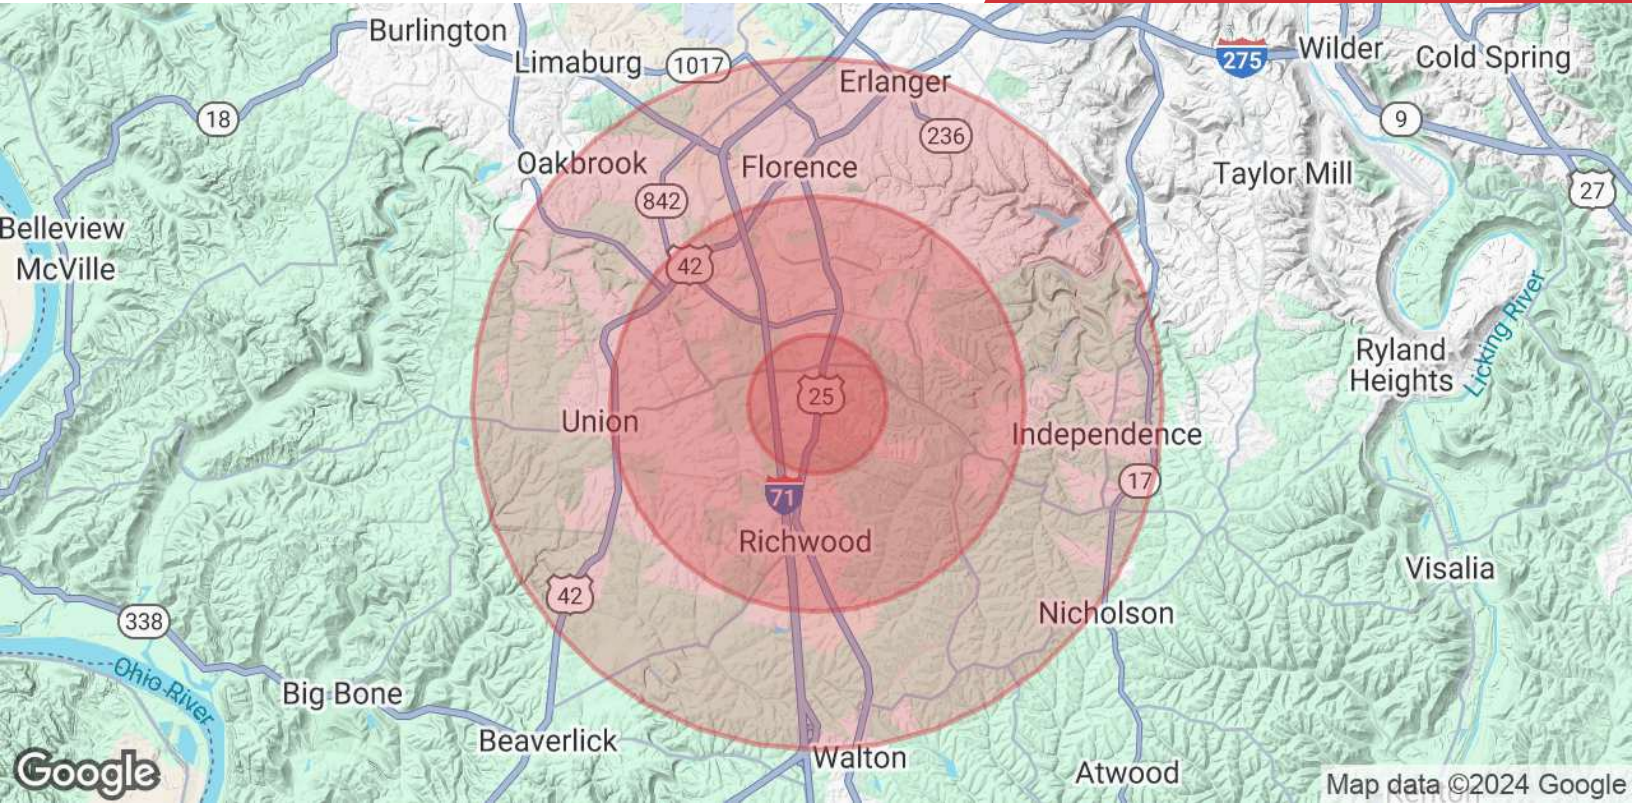 Burlington
Limaburg
1017
Erlanger
275
Wilder
Cold Spring
18
236
9
Oakbrook
Florence
Taylor Mill
842
27
Belleview
McVille
42
Ryland
Heights
Licking River
25
Union
Independence
17
71
Richwood
Visalia
42
338
Nicholson
Ohio River
Big Bone
Beaverlick
Walton
Atwood
Google
Map data ©2024 Google
Kenton